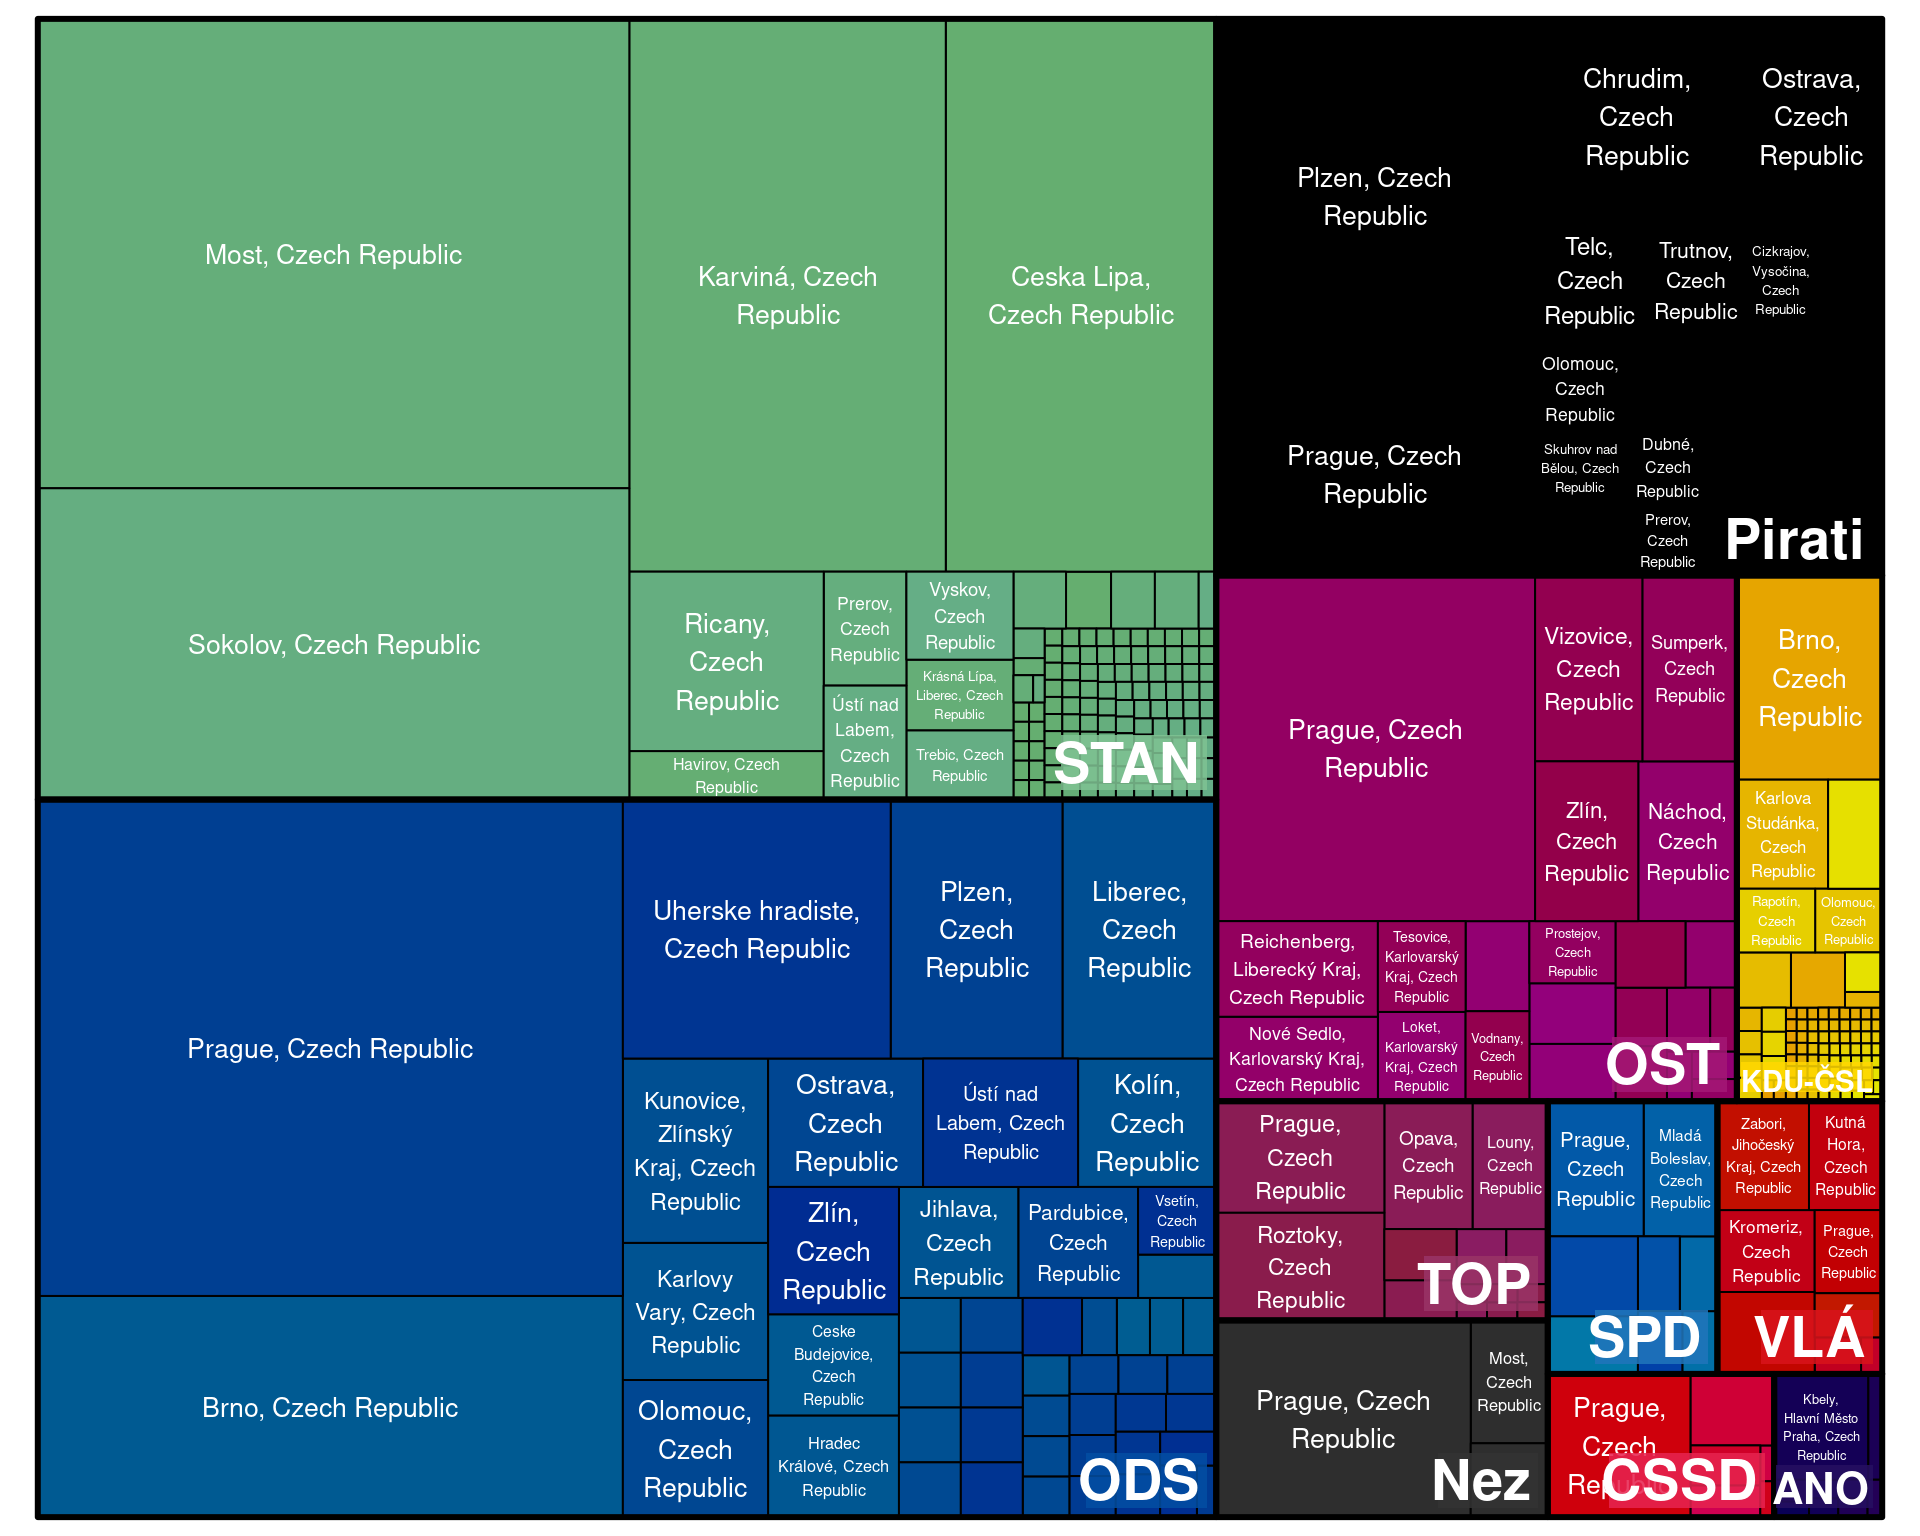 Most, Czech Republic
Sokolov, Czech Republic
Karviná, Czech
Republic
Ceska Lipa,
Czech Republic
Ricany,
Czech
Republic
Havirov, Czech
Republic
Prerov,
Czech
Republic
Ústí nad
Labem,
Czech
Republic
Vyskov,
Czech
Republic
Krásná Lípa,
Liberec, Czech
Republic
Trebic, Czech
Republic
STAN
Prague, Czech Republic
Brno, Czech Republic
Uherske hradiste,
Czech Republic
Plzen,
Czech
Republic
Liberec,
Czech
Republic
Kunovice,
Zlínský
Kraj, Czech
Republic
Karlovy
Vary, Czech
Republic
Olomouc,
Czech
Republic
Ostrava,
Czech
Republic
Ústí nad
Labem, Czech
Republic
Kolín,
Czech
Republic
Zlín,
Czech
Republic
Ceske
Budejovice,
Czech
Republic
Hradec
Králové, Czech
Republic
Jihlava,
Czech
Republic
Pardubice,
Czech
Republic
Vsetín,
Czech
Republic
ODS
Plzen, Czech
Republic
Prague, Czech
Republic
Chrudim,
Czech
Republic
Ostrava,
Czech
Republic
Telc,
Czech
Republic
Trutnov,
Czech
Republic
Cizkrajov,
Vysočina,
Czech
Republic
Olomouc,
Czech
Republic
Skuhrov nad
Bělou, Czech
Republic
Dubné,
Czech
Republic
Prerov,
Czech
Republic
Pirati
Prague, Czech
Republic
Vizovice,
Czech
Republic
Sumperk,
Czech
Republic
Zlín,
Czech
Republic
Náchod,
Czech
Republic
Reichenberg,
Liberecký Kraj,
Czech Republic
Nové Sedlo,
Karlovarský Kraj,
Czech Republic
Tesovice,
Karlovarský
Kraj, Czech
Republic
Loket,
Karlovarský
Kraj, Czech
Republic
Vodnany,
Czech
Republic
Prostejov,
Czech
Republic
OST
Brno,
Czech
Republic
Karlova
Studánka,
Czech
Republic
Rapotín,
Czech
Republic
Olomouc,
Czech
Republic
KDU-ČSL
Prague,
Czech
Republic
Roztoky,
Czech
Republic
Opava,
Czech
Republic
Louny,
Czech
Republic
TOP
Prague, Czech
Republic
Most,
Czech
Republic
Nez
Prague,
Czech
Republic
Mladá
Boleslav,
Czech
Republic
SPD
Zabori,
Jihočeský
Kraj, Czech
Republic
Kutná
Hora,
Czech
Republic
Kromeriz,
Czech
Republic
Prague,
Czech
Republic
VLÁ
Prague,
Czech
Republic
CSSD
Kbely,
Hlavní Město
Praha, Czech
Republic
ANO